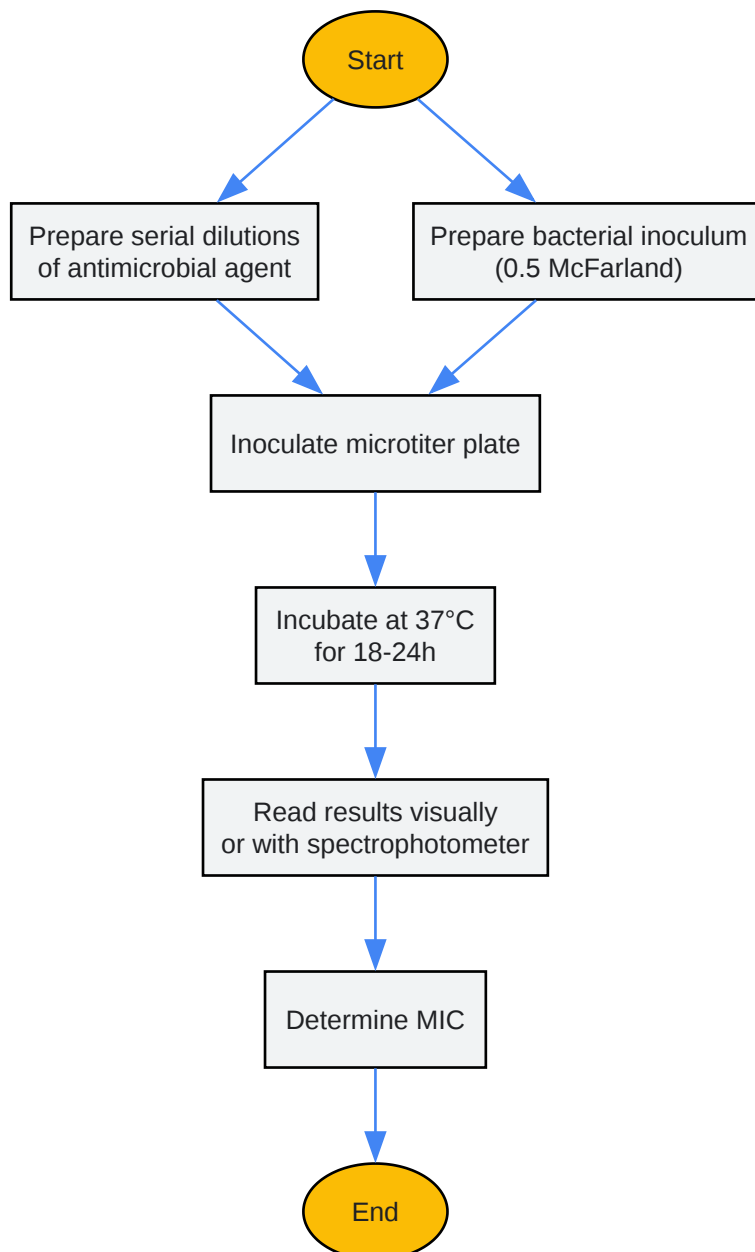 Start
Prepare serial dilutions
of antimicrobial agent
Prepare bacterial inoculum
(0.5 McFarland)
Inoculate microtiter plate
Incubate at 37°C
for 18-24h
Read results visually
or with spectrophotometer
Determine MIC
End